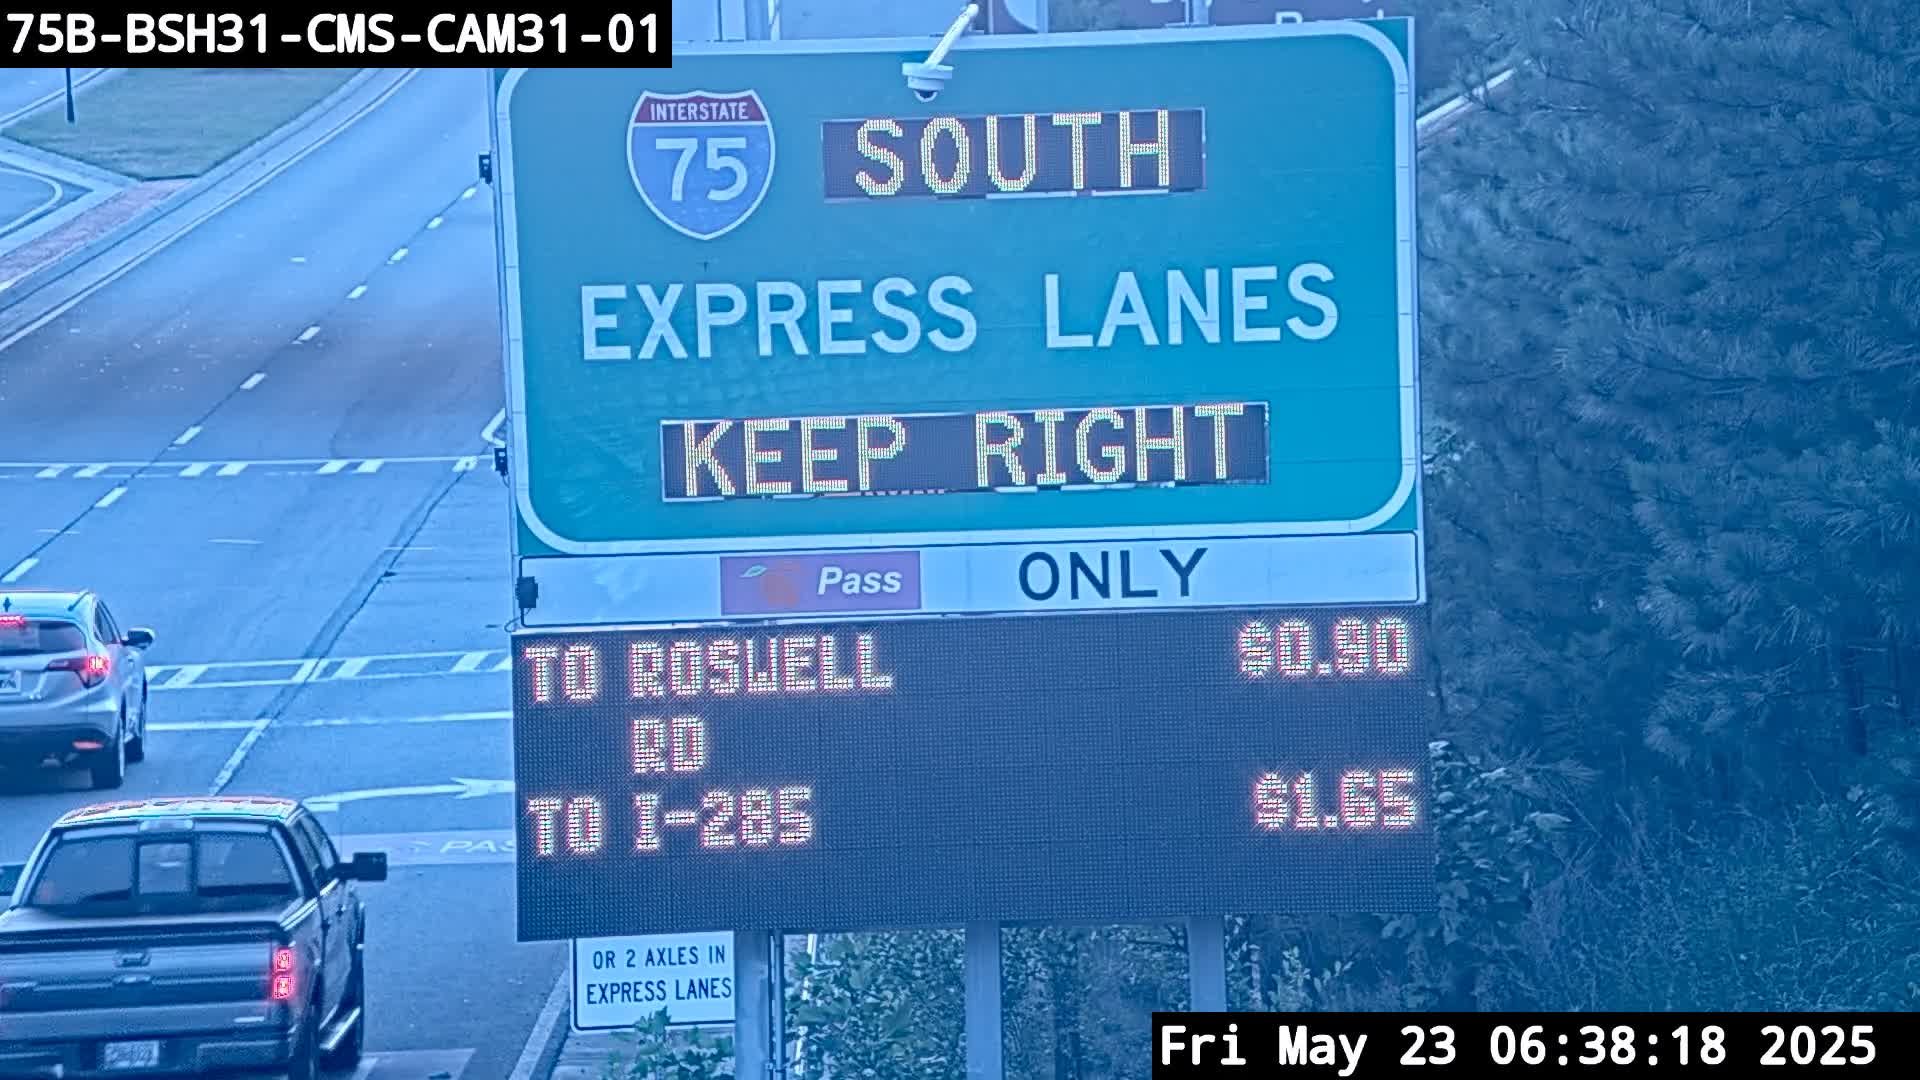 75B-BSH31-CMS-CAM31-01
INTERSTATE
75
SOUTH
EXPRESS LANES
KEEP RIGHT
Pass ONLY
TO ROSWELL $0.90
RD
TO I-285 $1.65
OR 2 AXLES IN
EXPRESS LANES
Fri May 23 06:38:18 2025